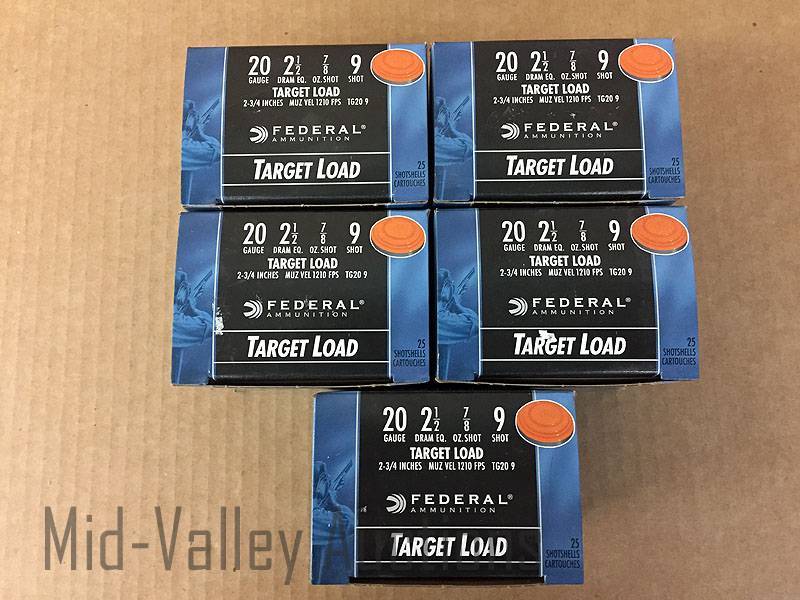 20 2 1/2 7/8 9
GAUGE DRAM EQ. OZ. SHOT SHOT
TARGET LOAD
2-3/4 INCHES MUZ VEL 1210 FPS TG20 9
FEDERAL®
AMMUNITION
TARGET LOAD
25
SHOTSHELLS
CARTOUCHES
20 2 1/2 7/8 9
GAUGE DRAM EQ. OZ. SHOT SHOT
TARGET LOAD
2-3/4 INCHES MUZ VEL 1210 FPS TG20 9
FEDERAL®
AMMUNITION
TARGET LOAD
25
SHOTSHELLS
CARTOUCHES
20 2 1/2 7/8 9
GAUGE DRAM EQ. OZ. SHOT SHOT
TARGET LOAD
2-3/4 INCHES MUZ VEL 1210 FPS TG20 9
FEDERAL®
AMMUNITION
TARGET LOAD
25
SHOTSHELLS
CARTOUCHES
20 2 1/2 7/8 9
GAUGE DRAM EQ. OZ. SHOT SHOT
TARGET LOAD
2-3/4 INCHES MUZ VEL 1210 FPS TG20 9
FEDERAL®
AMMUNITION
TARGET LOAD
25
SHOTSHELLS
CARTOUCHES
20 2 1/2 7/8 9
GAUGE DRAM EQ. OZ. SHOT SHOT
TARGET LOAD
2-3/4 INCHES MUZ VEL 1210 FPS TG20 9
FEDERAL®
AMMUNITION
TARGET LOAD
25
SHOTSHELLS
CARTOUCHES
Mid-Valley Auctions